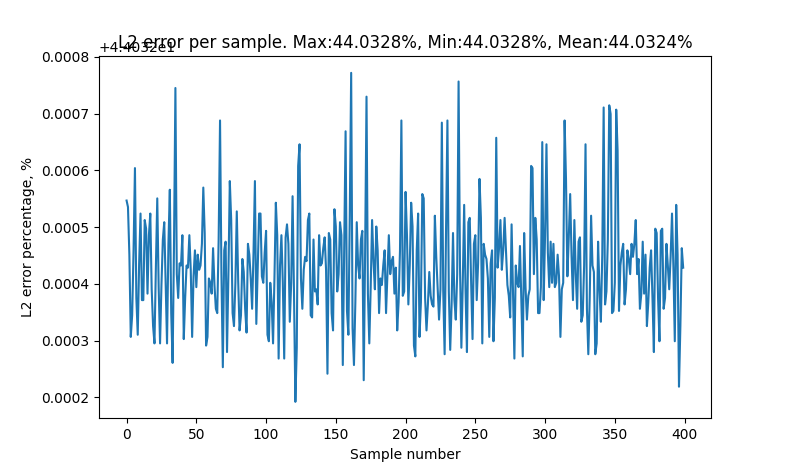 L2 error per sample. Max:44.0328%, Min:44.0328%, Mean:44.0324%
+4.4032e1
0.0008
0.0007
0.0006
0.0005
0.0004
0.0003
0.0002
L2 error percentage, %
0 50 100 150 200 250 300 350 400
Sample number